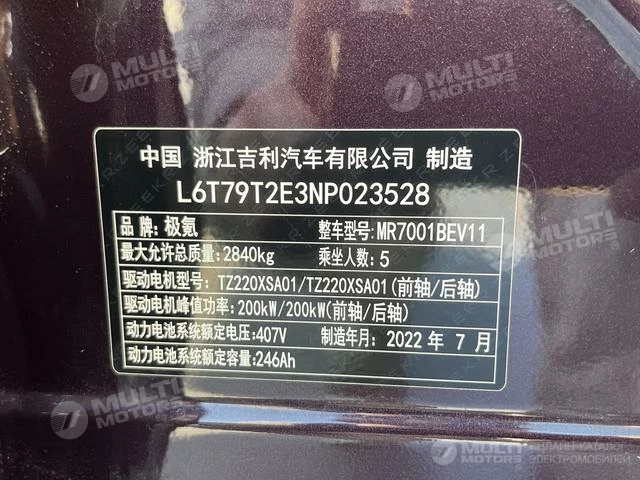 MULTI
MOTORS
MULTI
MOTORS
中国 浙江吉利汽车有限公司 制造
L6T79T2E3NP023528
品 牌: 极氪 整车型号:MR7001BEV11
最大允许总质量:2840kg 乘坐人数: 5
驱动电机型号: TZ220XSA01/TZ220XSA01(前轴/后轴)
驱动电机峰值功率:200kW/200kW(前轴/后轴)
动力电池系统额定电压:407V 制造年月: 2022 年 7 月
动力电池系统额定容量:246Ah
MULTI
MOTORS
MULTI
MOTORS
ОНЛАЙН-КАТАЛОГ
ЭЛЕКТРОМОБИЛЕЙ